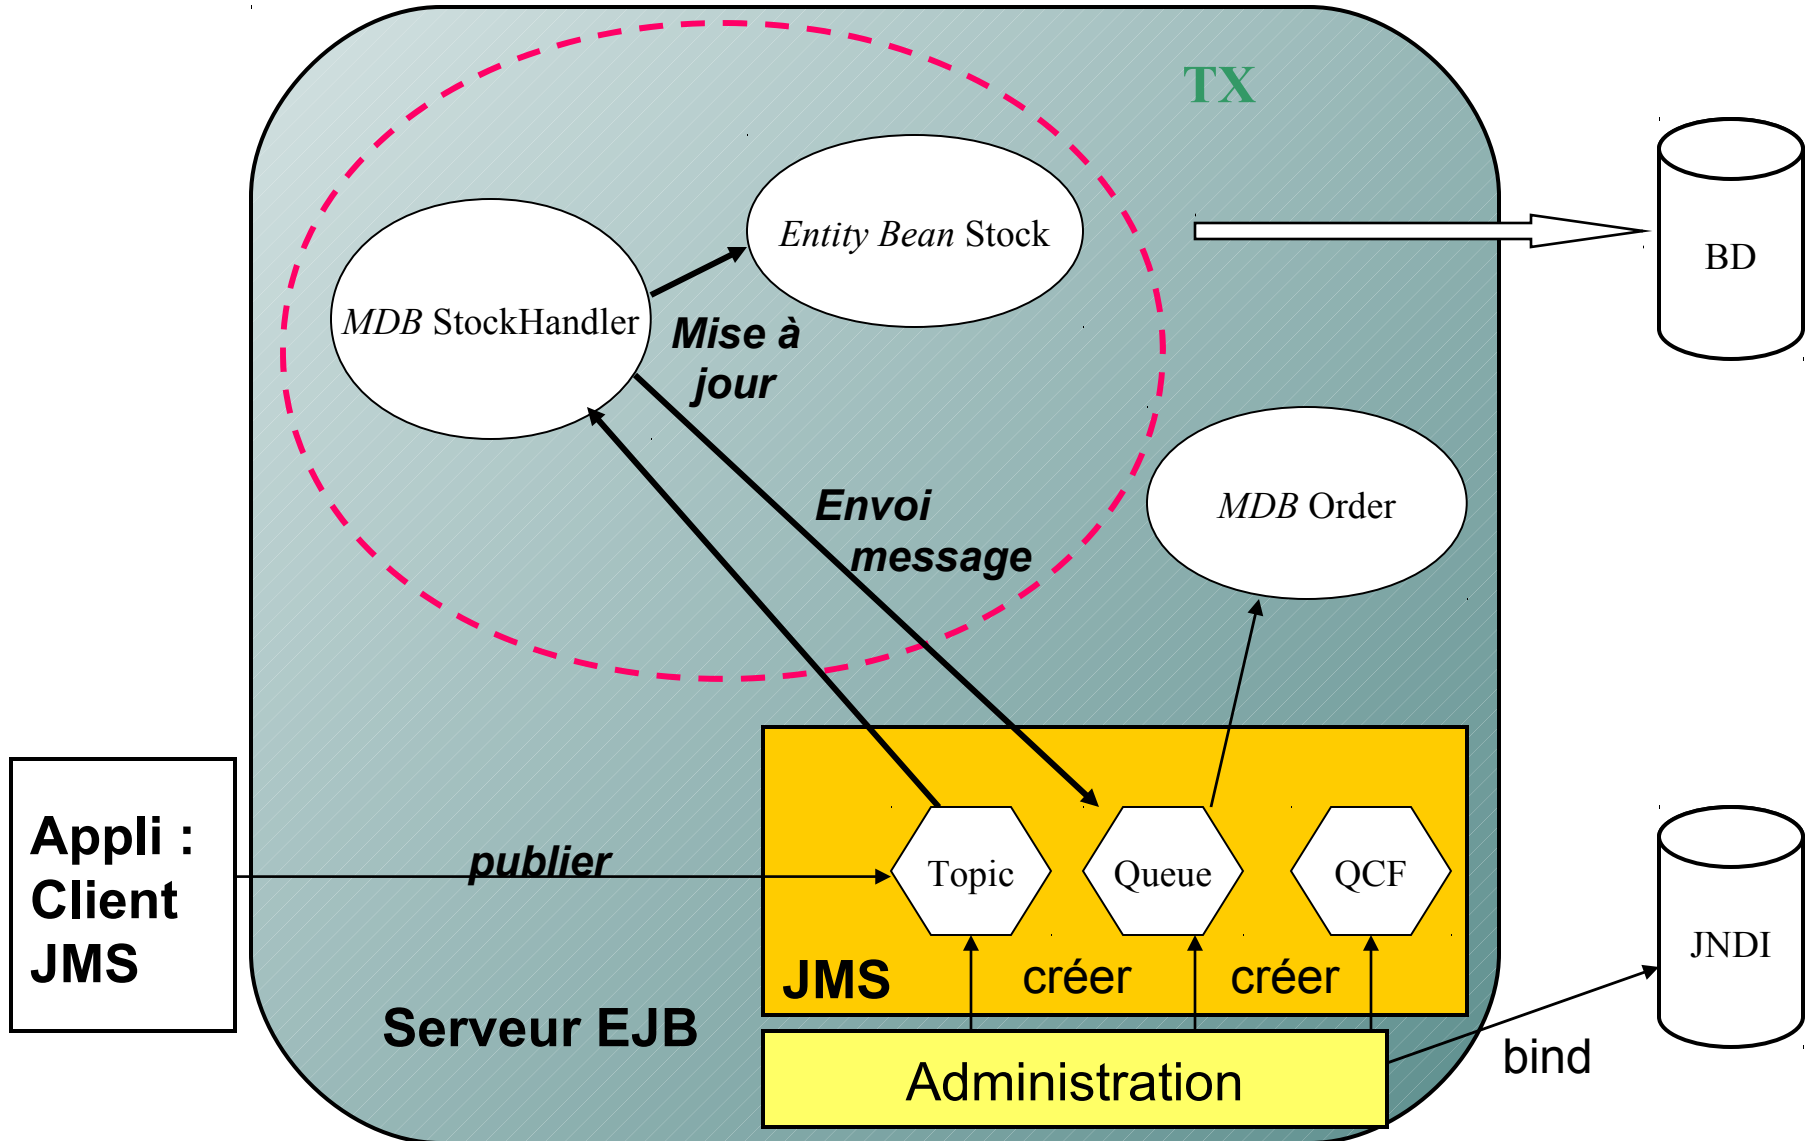 TX
Entity Bean Stock
BD
MDB StockHandler
Mise à
jour
Envoi
message
MDB Order
Appli :
Client
JMS
publier
Topic
Queue
QCF
JNDI
JMS
créer
créer
Serveur EJB
Administration
bind